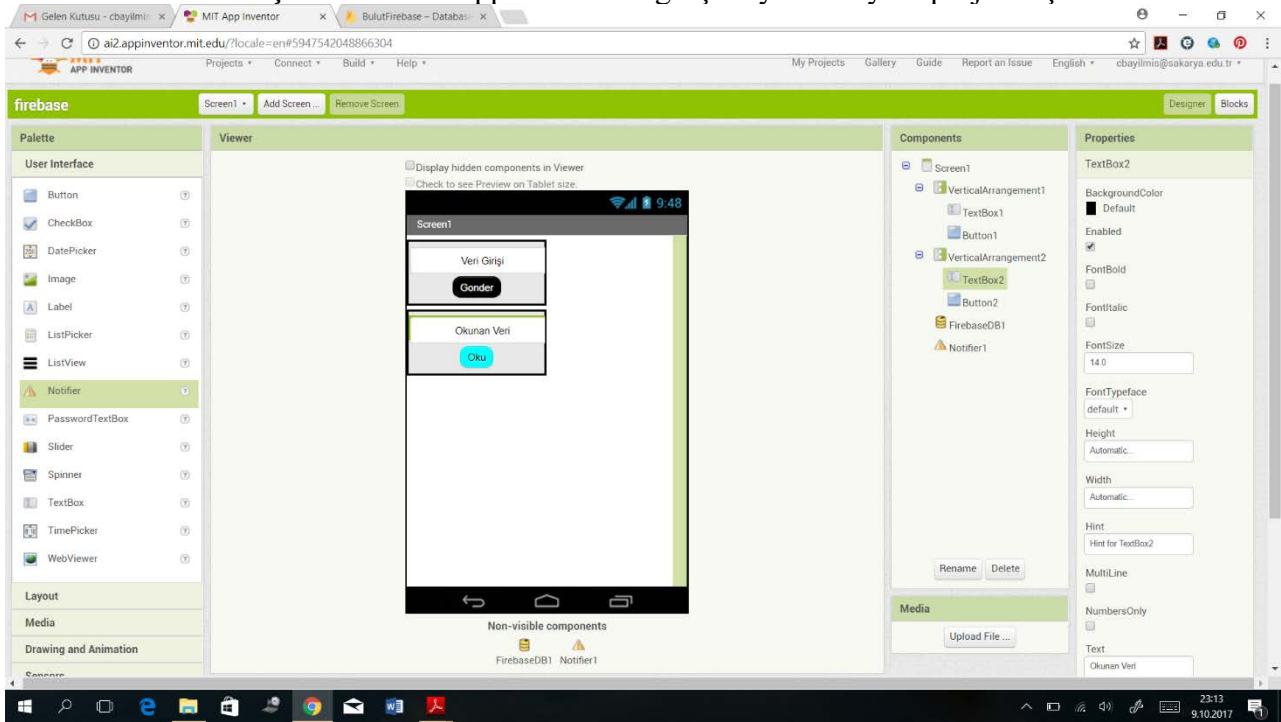 Gelen Kutusu - cbayilmis
MIT App Inventor
BulutFirebase – Databas
ai2.appinventor.mit.edu/?locale=en#5947542048866304
APP INVENTOR
Projects
Connect
Build
Help
My Projects
Gallery
Guide
Report an Issue
English
cbayilmis@sakarya.edu.tr
firebase
Screen1
Add Screen ...
Remove Screen
Designer
Blocks
Palette
User Interface
Button
CheckBox
DatePicker
Image
Label
ListPicker
ListView
Notifier
PasswordTextBox
Slider
Spinner
TextBox
TimePicker
WebViewer
Layout
Media
Drawing and Animation
Sensors
Viewer
Display hidden components in Viewer
Check to see Preview on Tablet size.
9:48
Screen1
Veri Girişi
Gonder
Okunan Veri
Oku
Non-visible components
FirebaseDB1
Notifier1
Components
Screen1
VerticalArrangement1
TextBox1
Button1
VerticalArrangement2
TextBox2
Button2
FirebaseDB1
Notifier1
Rename
Delete
Media
Upload File ...
Properties
TextBox2
BackgroundColor
Default
Enabled
FontBold
FontItalic
FontSize
14.0
FontTypeface
default
Height
Automatic...
Width
Automatic...
Hint
Hint for TextBox2
MultiLine
NumbersOnly
Text
Okunan Veri
23:13
9.10.2017